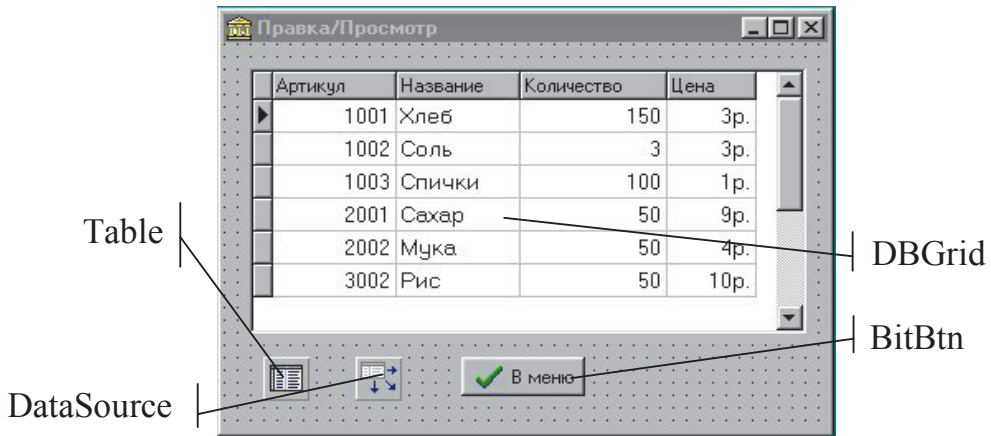 Правка/Просмотр
Артикул Название Количество Цена
1001 Хлеб 150 3р.
1002 Соль 3 3р.
1003 Спички 100 1р.
2001 Сахар 50 9р.
2002 Мука 50 4р.
3002 Рис 50 10р.
Table
DBGrid
BitBtn
В меню
DataSource